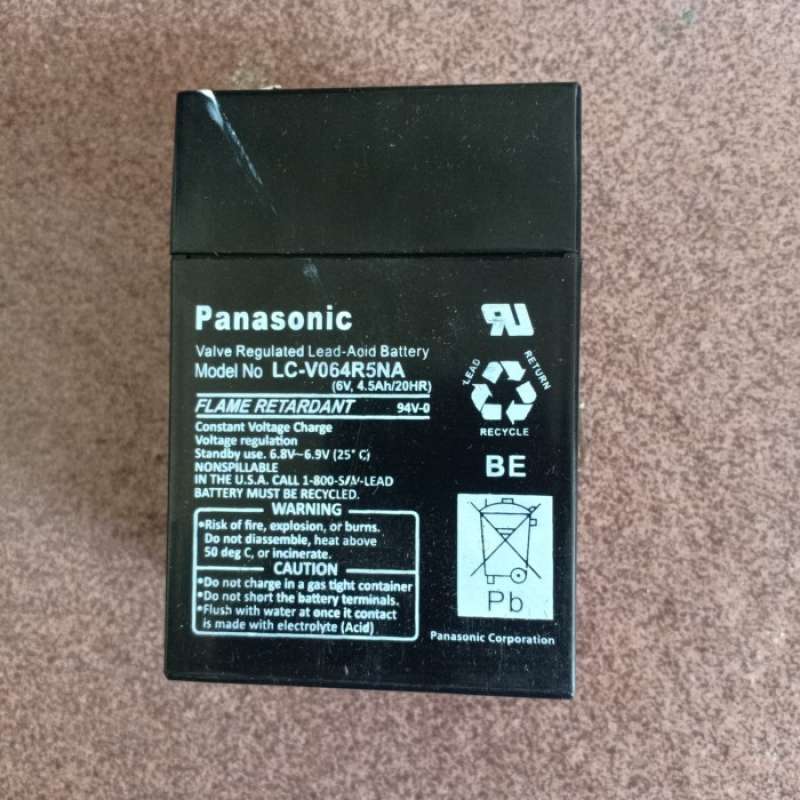 Panasonic
Valve Regulated Lead-Aoid Battery
Model No LC-V064R5NA
(6V, 4.5Ah/20HR)
FLAME RETARDANT 94V-0
Constant Voltage Charge
Voltage regulation
Standby use. 6.8V~6.9V (25° C)
NONSPILLABLE
IN THE U.S.A. CALL 1-800-SAV-LEAD
BATTERY MUST BE RECYCLED.
WARNING
•Risk of fire, explosion, or burns.
Do not diassemble, heat above
50 deg C, or incinerate.
CAUTION
•Do not charge in a gas tight container
•Do not short the battery terminals.
•Flush with water at once it contact
is made with electrolyte (Acid)
RU
LEAD
RETURN
RECYCLE
BE
Pb
Panasonic Corporation